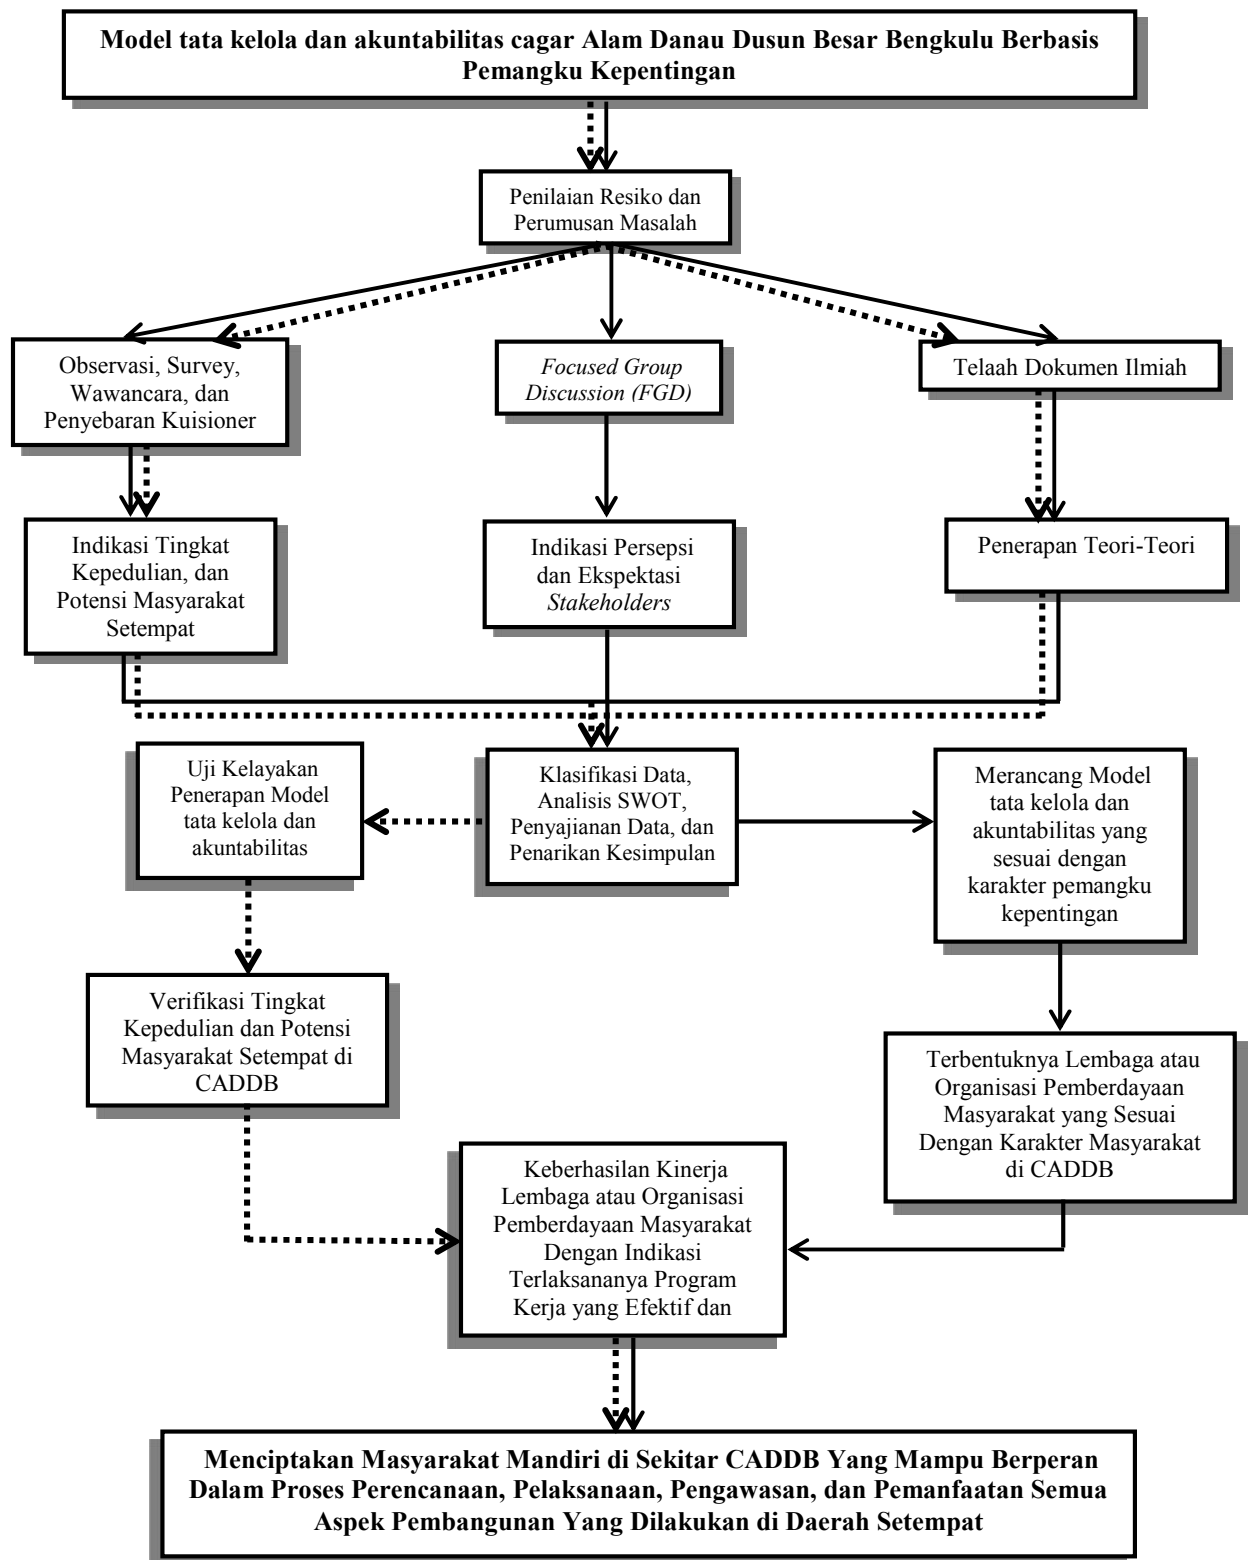 Model tata kelola dan akuntabilitas cagar Alam Danau Dusun Besar Bengkulu Berbasis
Pemangku Kepentingan
Penilaian Resiko dan
Perumusan Masalah
Observasi, Survey,
Wawancara, dan
Penyebaran Kuisioner
Focused Group
Discussion (FGD)
Telaah Dokumen Ilmiah
Indikasi Tingkat
Kepedulian, dan
Potensi Masyarakat
Setempat
Indikasi Persepsi
dan Ekspektasi
Stakeholders
Penerapan Teori-Teori
Uji Kelayakan
Penerapan Model
tata kelola dan
akuntabilitas
Klasifikasi Data,
Analisis SWOT,
Penyajianan Data, dan
Penarikan Kesimpulan
Merancang Model
tata kelola dan
akuntabilitas yang
sesuai dengan
karakter pemangku
kepentingan
Verifikasi Tingkat
Kepedulian dan Potensi
Masyarakat Setempat di
CADDB
Terbentuknya Lembaga atau
Organisasi Pemberdayaan
Masyarakat yang Sesuai
Dengan Karakter Masyarakat
di CADDB
Keberhasilan Kinerja
Lembaga atau Organisasi
Pemberdayaan Masyarakat
Dengan Indikasi
Terlaksananya Program
Kerja yang Efektif dan
Menciptakan Masyarakat Mandiri di Sekitar CADDB Yang Mampu Berperan
Dalam Proses Perencanaan, Pelaksanaan, Pengawasan, dan Pemanfaatan Semua
Aspek Pembangunan Yang Dilakukan di Daerah Setempat